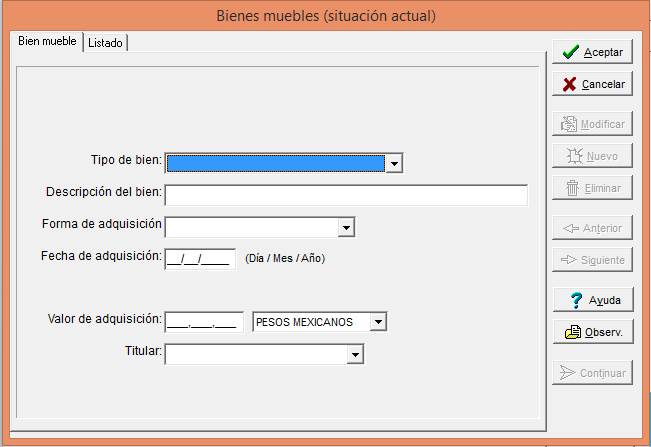 Bienes muebles (situación actual)
Bien mueble
Listado
Tipo de bien:
Descripción del bien:
Forma de adquisición
Fecha de adquisición: __/__/____ (Día / Mes / Año)
Valor de adquisición: ___,___,___ PESOS MEXICANOS
Titular:
Aceptar
Cancelar
Modificar
Nuevo
Eliminar
Anterior
Siguiente
Ayuda
Observ.
Continuar